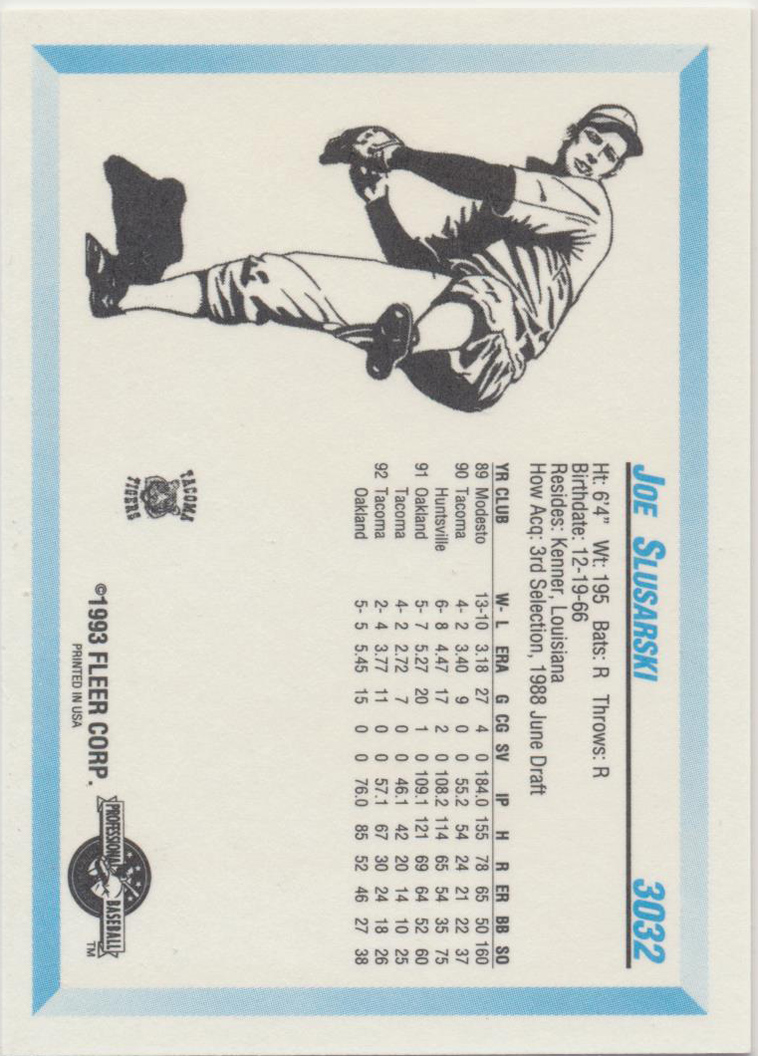 JOE SLUSARSKI 3032
Ht: 6'4" Wt: 195 Bats: R Throws: R
Birthdate: 12-19-66
Resides: Kenner, Louisiana
How Acq: 3rd Selection, 1988 June Draft
YR CLUB W- L ERA G CG SV IP H R ER BB SO
89 Modesto 13-10 3.18 27 4 0 184.0 155 78 65 50 160
90 Tacoma 4- 2 3.40 9 0 0 55.2 54 24 21 22 37
Huntsville 6- 8 4.47 17 2 0 108.2 114 65 54 35 75
91 Oakland 5- 7 5.27 20 1 0 109.1 121 69 64 52 60
Tacoma 4- 2 2.72 7 0 0 46.1 42 20 14 10 25
92 Tacoma 2- 4 3.77 11 0 0 57.1 67 30 24 18 26
Oakland 5- 5 5.45 15 0 0 76.0 85 52 46 27 38
TACOMA
TIGERS
©1993 FLEER CORP.
PRINTED IN USA
PROFESSIONAL BASEBALL TM